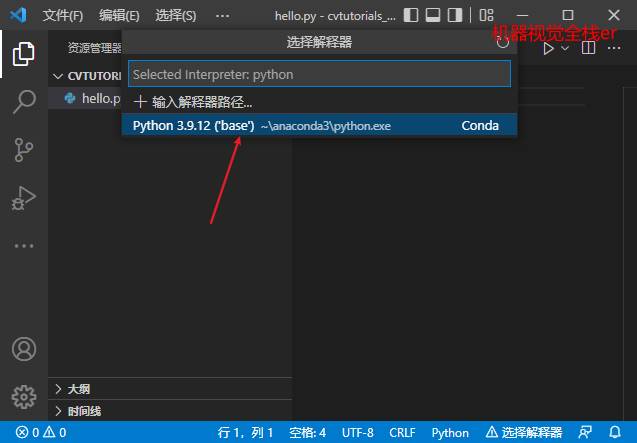 文件(F) 编辑(E) 选择(S) ··· hello.py - cvtutorials_...
机器视觉全栈er
资源管理器
选择解释器
Selected Interpreter: python
+ 输入解释器路径...
Python 3.9.12 ('base') ~\anaconda3\python.exe Conda
CVTUTORI
hello.p
大纲
时间线
0 0 行 1，列 1 空格: 4 UTF-8 CRLF Python 选择解释器